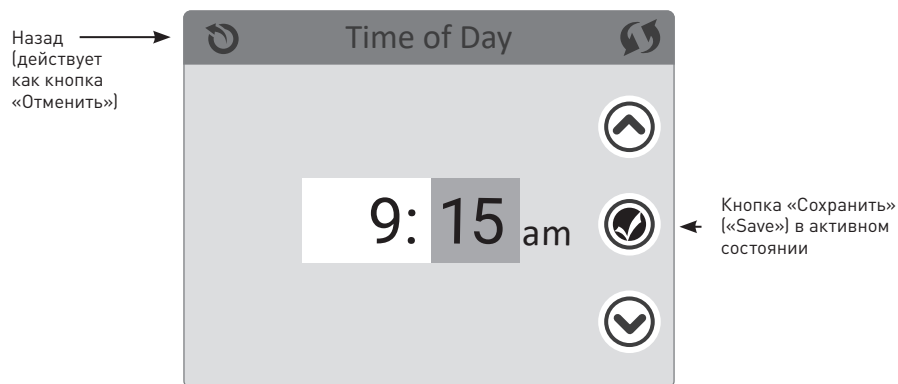 Назад
(действует
как кнопка
«Отменить»)
Time of Day
9: 15 am
Кнопка «Сохранить»
(«Save») в активном
состоянии